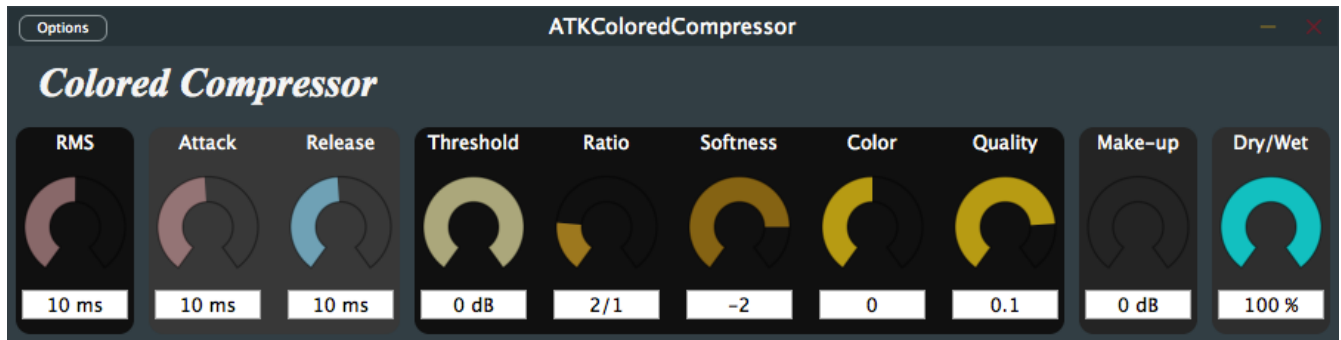 Options
ATKColoredCompressor
Colored Compressor
RMS Attack Release Threshold Ratio Softness Color Quality Make-up Dry/Wet
10 ms 10 ms 10 ms 0 dB 2/1 -2 0 0.1 0 dB 100 %